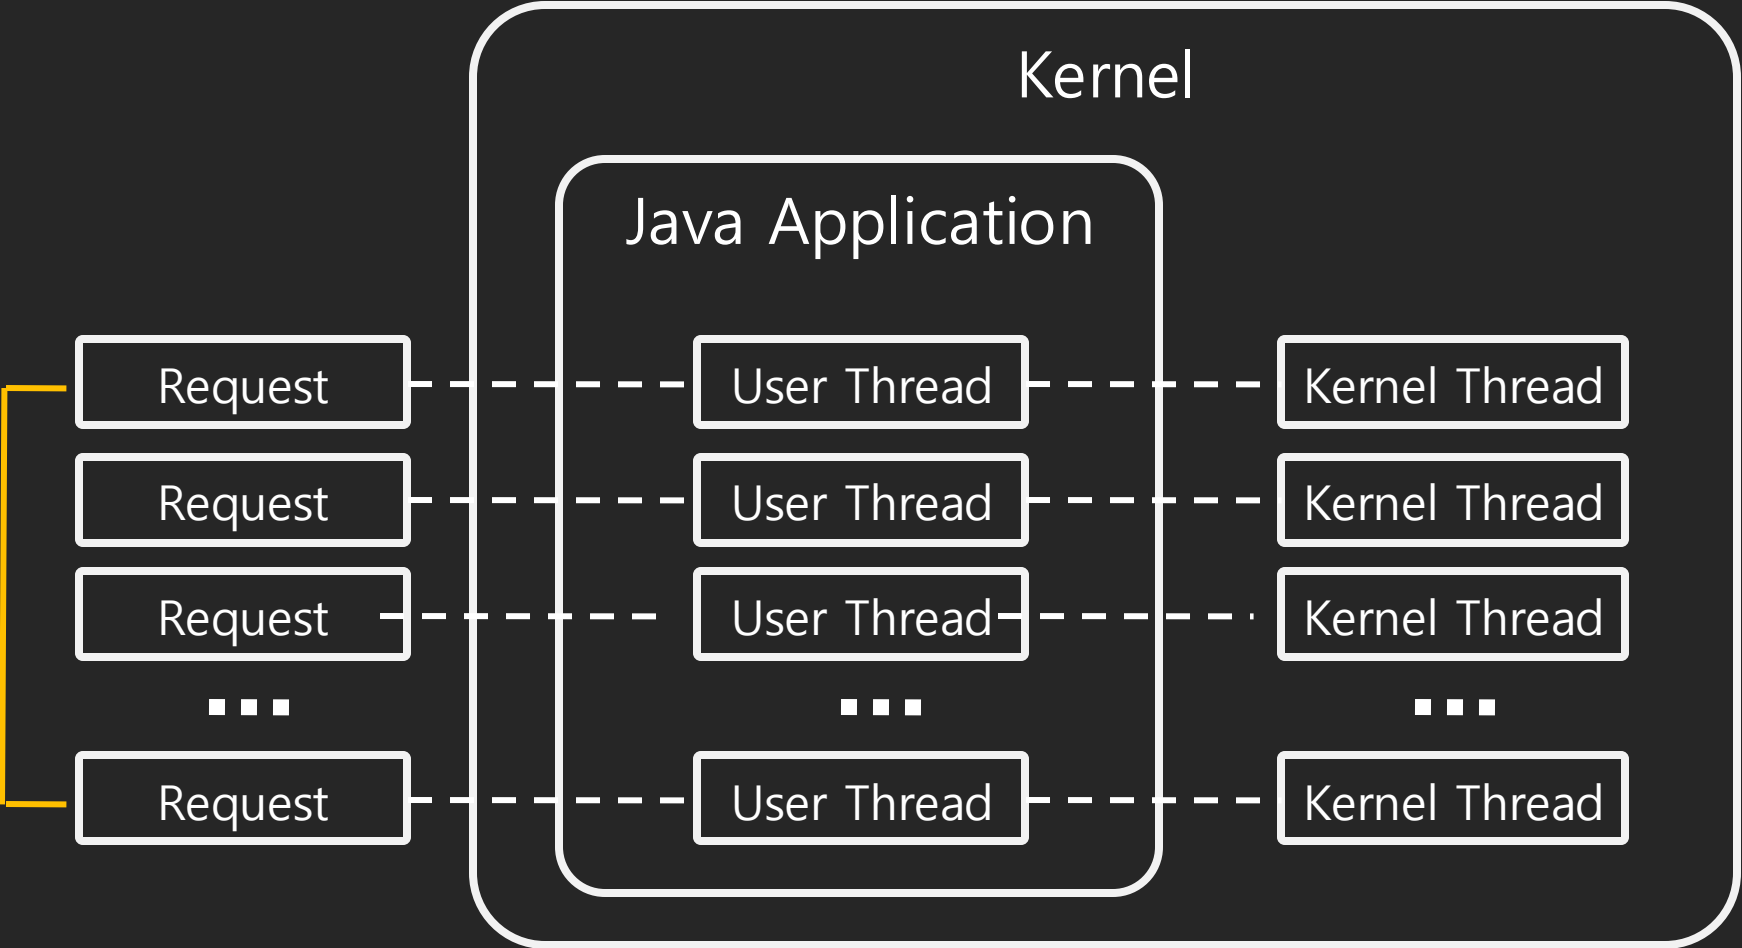 Kernel
Java Application
Request
User Thread
Kernel Thread
Request
User Thread
Kernel Thread
Request
User Thread
Kernel Thread
...
...
...
Request
User Thread
Kernel Thread